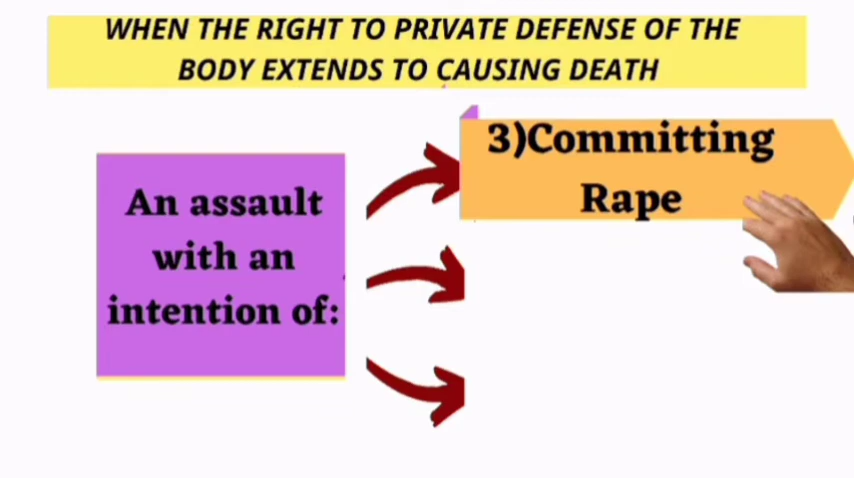 WHEN THE RIGHT TO PRIVATE DEFENSE OF THE
BODY EXTENDS TO CAUSING DEATH
An assault
with an
intention of:
3)Committing
Rape